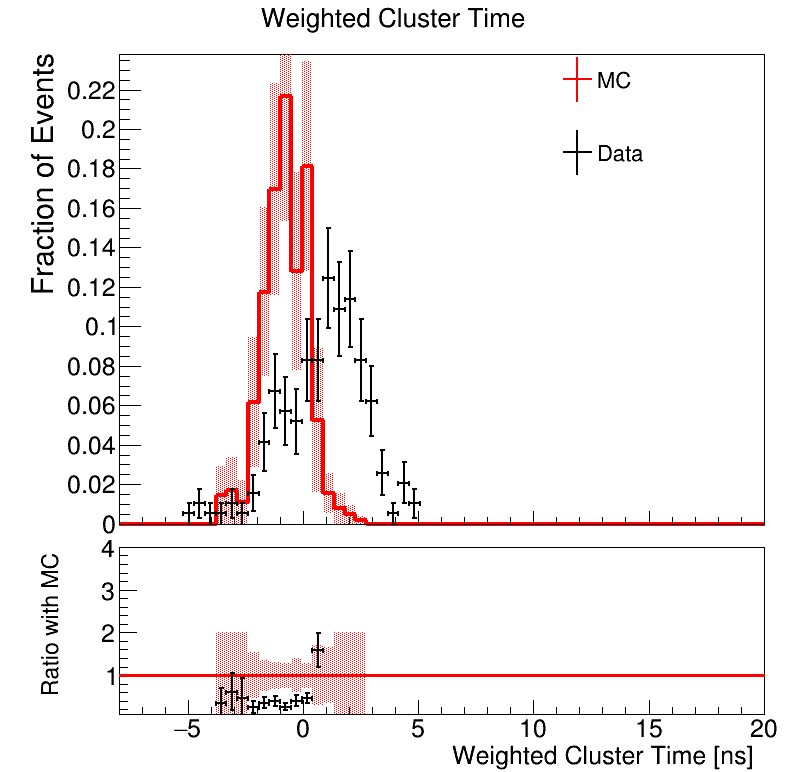 Weighted Cluster Time
Fraction of Events
0.22
0.2
0.18
0.16
0.14
0.12
0.1
0.08
0.06
0.04
0.02
0
MC
Data
Ratio with MC
4
3
2
1
−5 0 5 10 15 20
Weighted Cluster Time [ns]